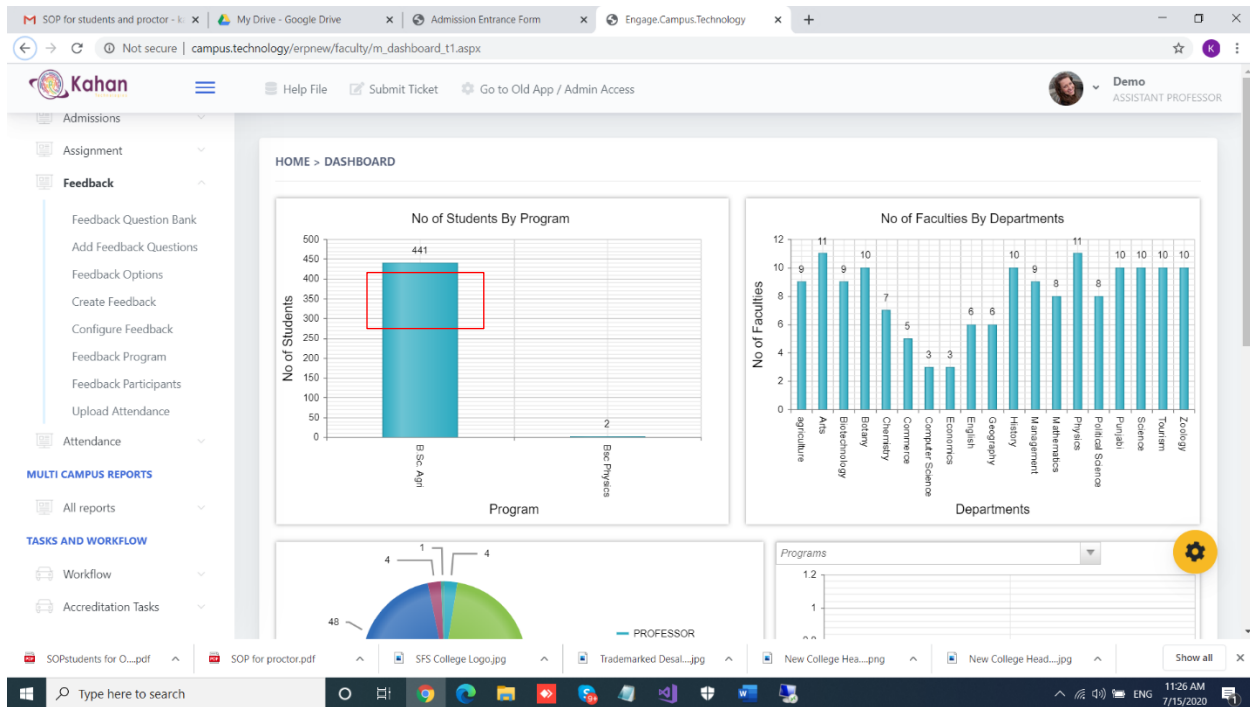 SOP for students and proctor - k
My Drive - Google Drive
Admission Entrance Form
Engage.Campus.Technology
Not secure | campus.technology/erpnew/faculty/m_dashboard_t1.aspx
K
Kahan
Help File
Submit Ticket
Go to Old App / Admin Access
Demo
ASSISTANT PROFESSOR
Admissions
Assignment
Feedback
Feedback Question Bank
Add Feedback Questions
Feedback Options
Create Feedback
Configure Feedback
Feedback Program
Feedback Participants
Upload Attendance
Attendance
MULTI CAMPUS REPORTS
All reports
TASKS AND WORKFLOW
Workflow
Accreditation Tasks
HOME > DASHBOARD
No of Students By Program
No of Students
500
450
400
350
300
250
200
150
100
50
0
441
2
B Sc. Agri
Bsc Physics
Program
No of Faculties By Departments
No of Faculties
12
10
8
6
4
2
0
9
11
9
10
7
5
3
3
6
6
10
9
8
11
8
10
10
10
10
agriculture
Arts
Biotechnology
Botany
Chemistry
Commerce
Computer Science
Economics
English
Geography
History
Management
Mathematics
Physics
Political Science
Punjabi
Science
Tourism
Zoology
Departments
4
1
4
48
PROFESSOR
Programs
1.2
1
SOPstudents for O....pdf
SOP for proctor.pdf
SFS College Logo.jpg
Trademarked Desal....jpg
New College Hea....png
New College Head....jpg
Show all
Type here to search
ENG
11:26 AM
7/15/2020